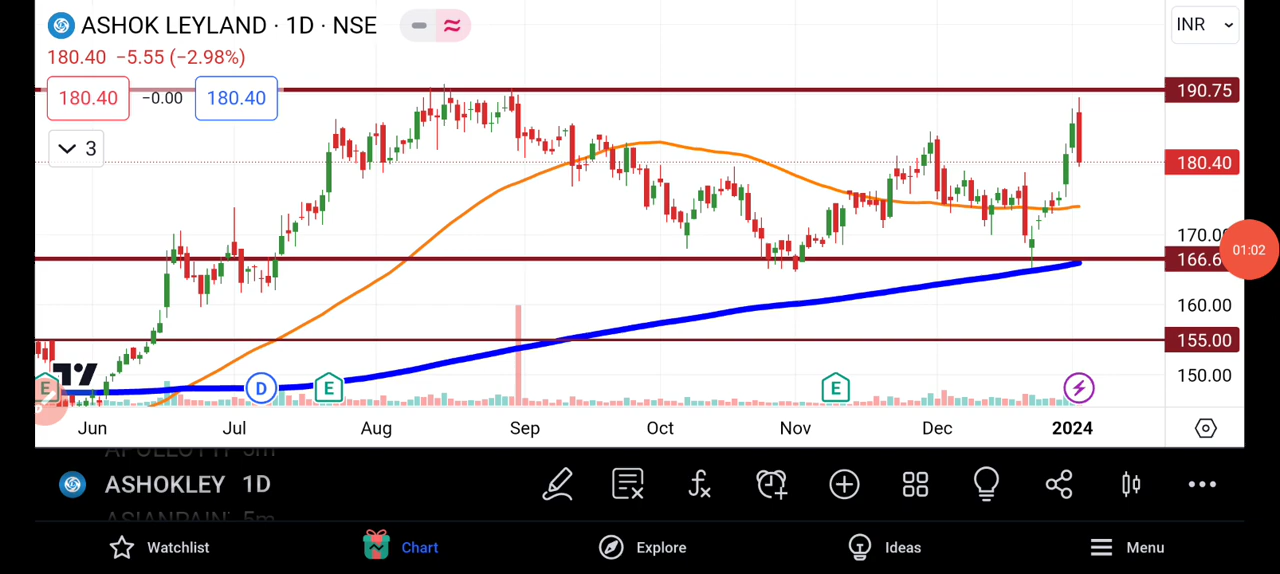 ASHOK LEYLAND · 1D · NSE
INR
180.40 −5.55 (−2.98%)
180.40 −0.00 180.40
3
190.75
180.40
170.00
166.6
01:02
160.00
155.00
150.00
E D E E
Jun Jul Aug Sep Oct Nov Dec 2024
ASHOKLEY 1D
Watchlist Chart Explore Ideas Menu